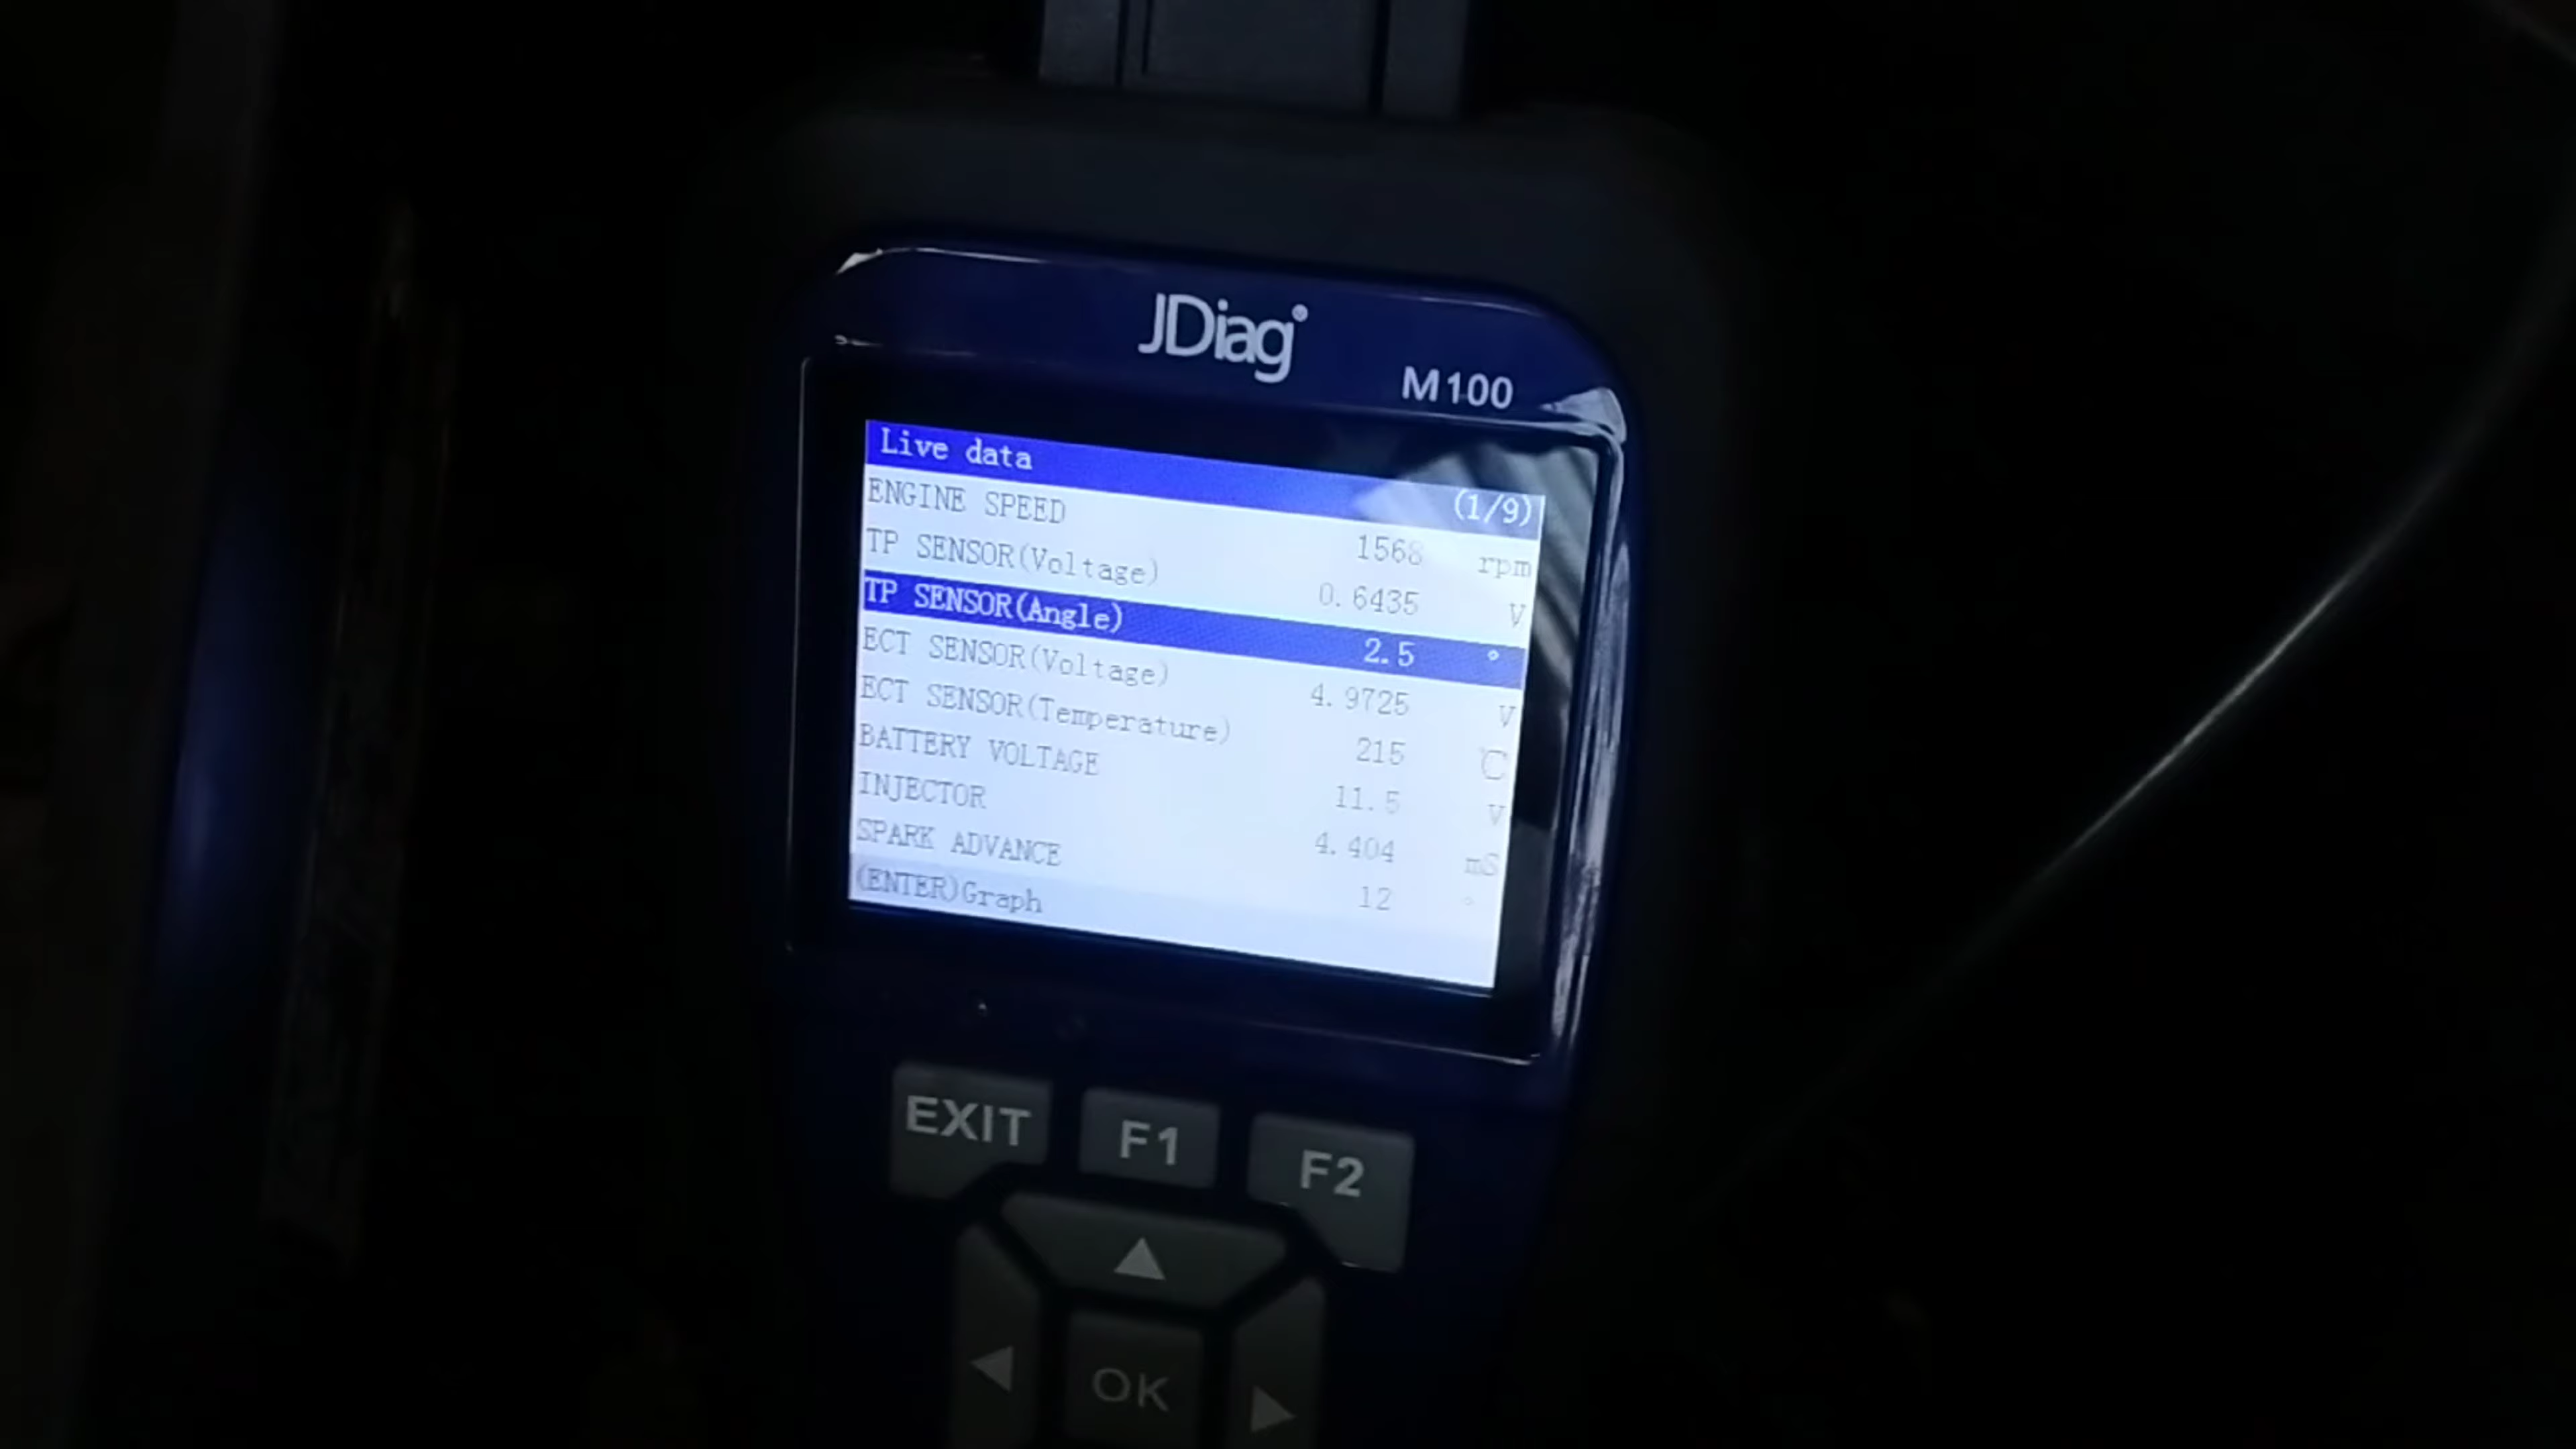 JDiag®
M100
Live data (1/9)
ENGINE SPEED 1568 rpm
TP SENSOR(Voltage) 0.6435 V
TP SENSOR(Angle) 2.5 °
ECT SENSOR(Voltage) 4.9725 V
ECT SENSOR(Temperature) 215 ℃
BATTERY VOLTAGE 11.5 V
INJECTOR 4.404 mS
SPARK ADVANCE 12 °
(ENTER)Graph
EXIT F1 F2
OK